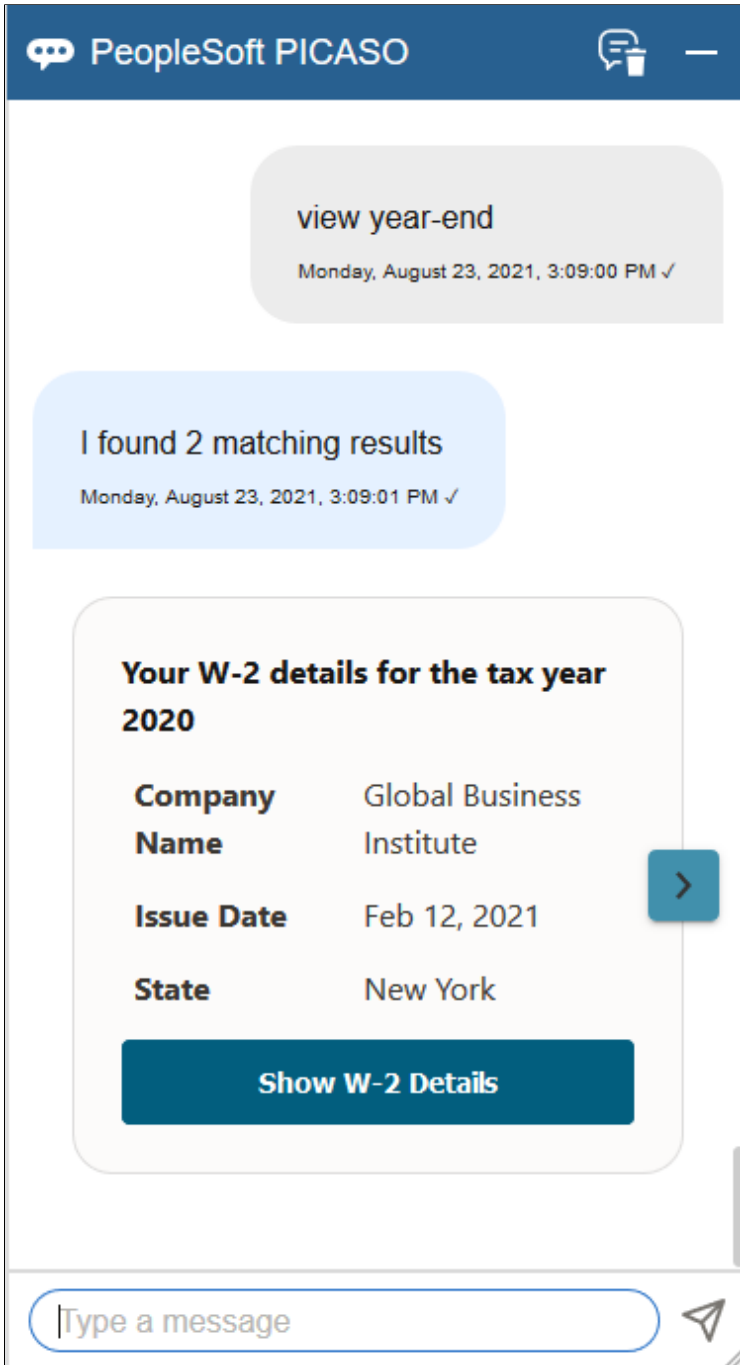 PeopleSoft PICASO
view year-end
Monday, August 23, 2021, 3:09:00 PM ✓
I found 2 matching results
Monday, August 23, 2021, 3:09:01 PM ✓
Your W-2 details for the tax year
2020
Company Global Business
Name Institute
Issue Date Feb 12, 2021
State New York
Show W-2 Details
Type a message